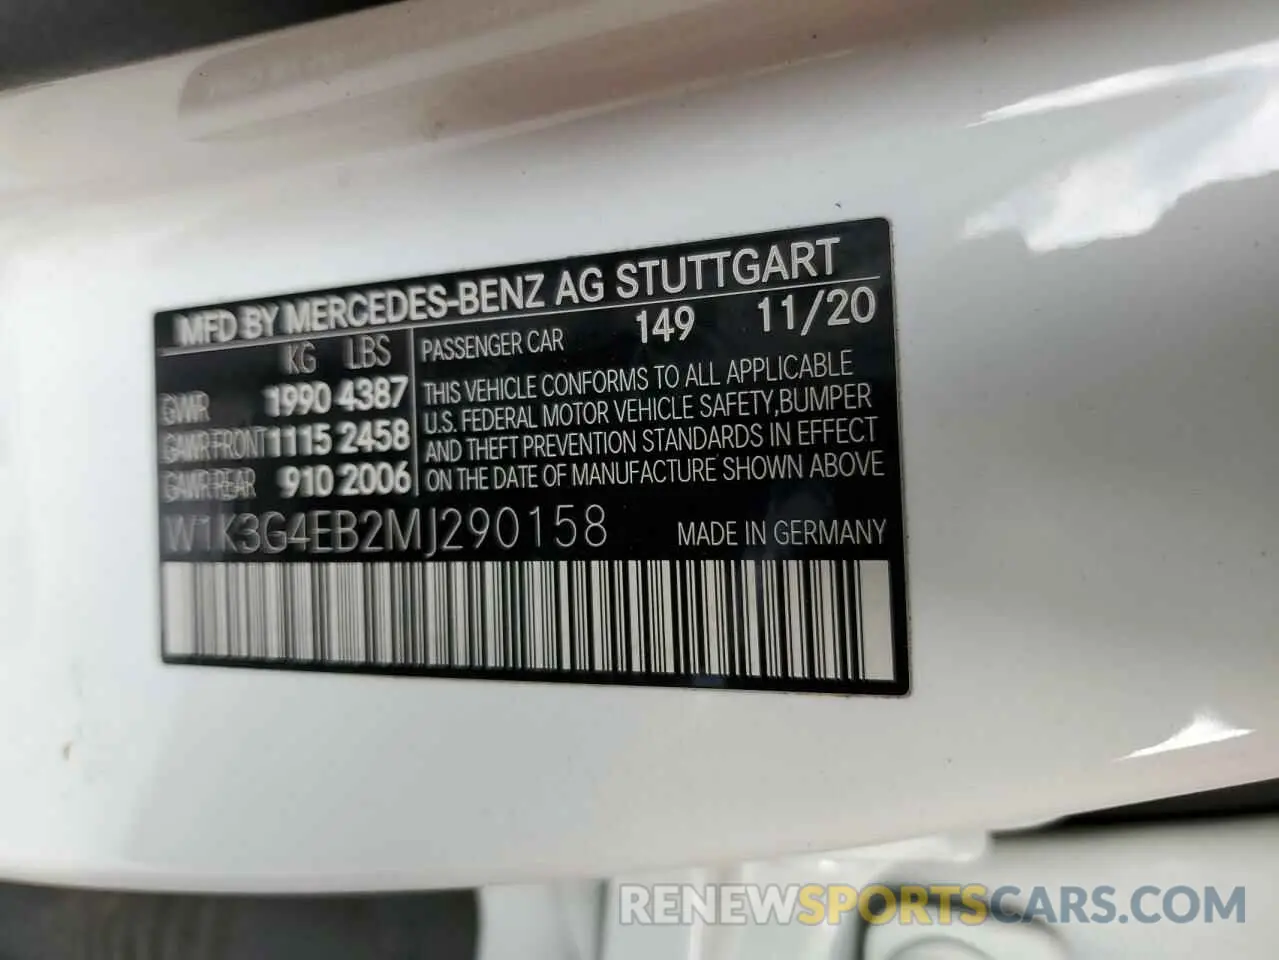 MFD BY MERCEDES-BENZ AG STUTTGART
KG LBS
PASSENGER CAR 149 11/20
GWR 1990 4387
GAWR FRONT 1115 2458
GAWR REAR 910 2006
THIS VEHICLE CONFORMS TO ALL APPLICABLE
U.S. FEDERAL MOTOR VEHICLE SAFETY, BUMPER
AND THEFT PREVENTION STANDARDS IN EFFECT
ON THE DATE OF MANUFACTURE SHOWN ABOVE
W1K3G4EB2MJ290158 MADE IN GERMANY
RENEWSPORTSCARS.COM